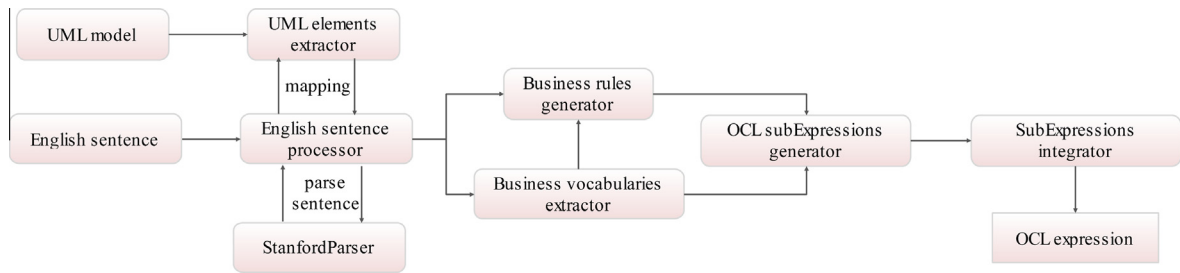 UML model
UML elements
extractor
mapping
English sentence
English sentence
processor
parse
sentence
StanfordParser
Business rules
generator
Business vocabularies
extractor
OCL subExpressions
generator
SubExpressions
integrator
OCL expression